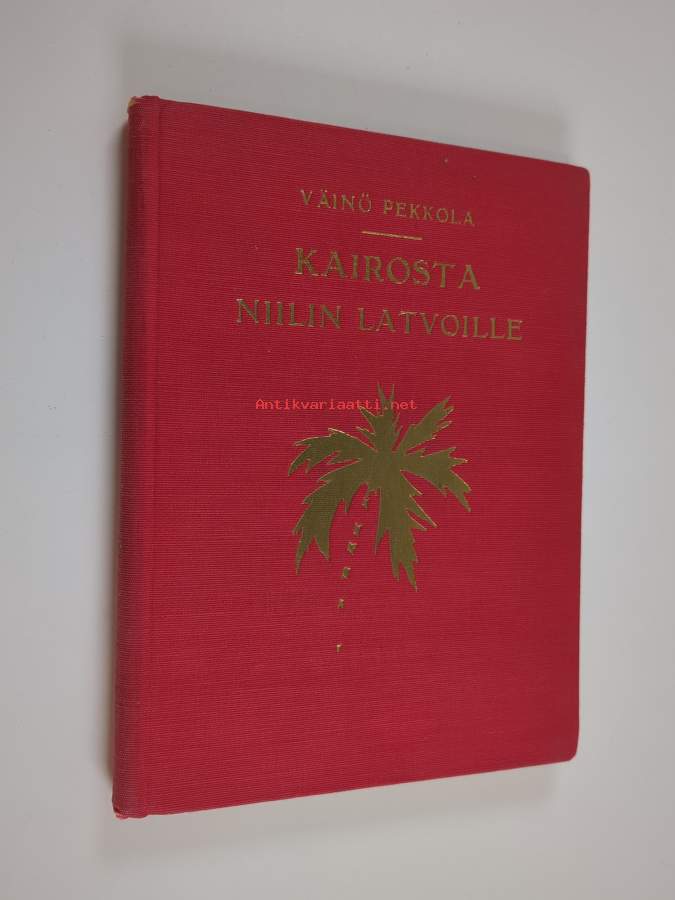 VÄINÖ PEKKOLA
KAIROSTA
NIILIN LATVOILLE
Antikvariaatti.net